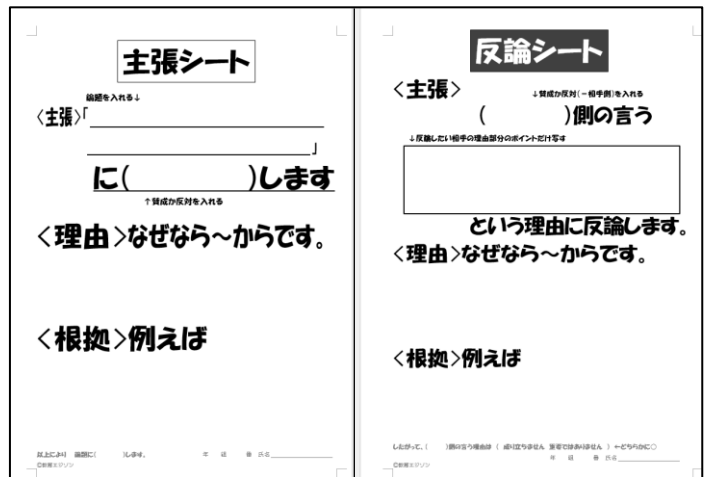 主張シート
論題を入れる↓
〈主張〉「
」
に(　　　)します
↑賛成か反対を入れる
〈理由〉なぜなら～からです。
〈根拠〉例えば
以上により　論題に(　　　)します。　年　組　番　氏名
反論シート
〈主張〉
↓賛成か反対(－相手側)を入れる
(　　　)側の言う
↓反論したい相手の理由部分のポイントだけ写す
という理由に反論します。
〈理由〉なぜなら～からです。
〈根拠〉例えば
したがって、(　　　)側の言う理由は（ 成り立ちません　重要ではありません ）←どちらかに○
年　組　番　氏名